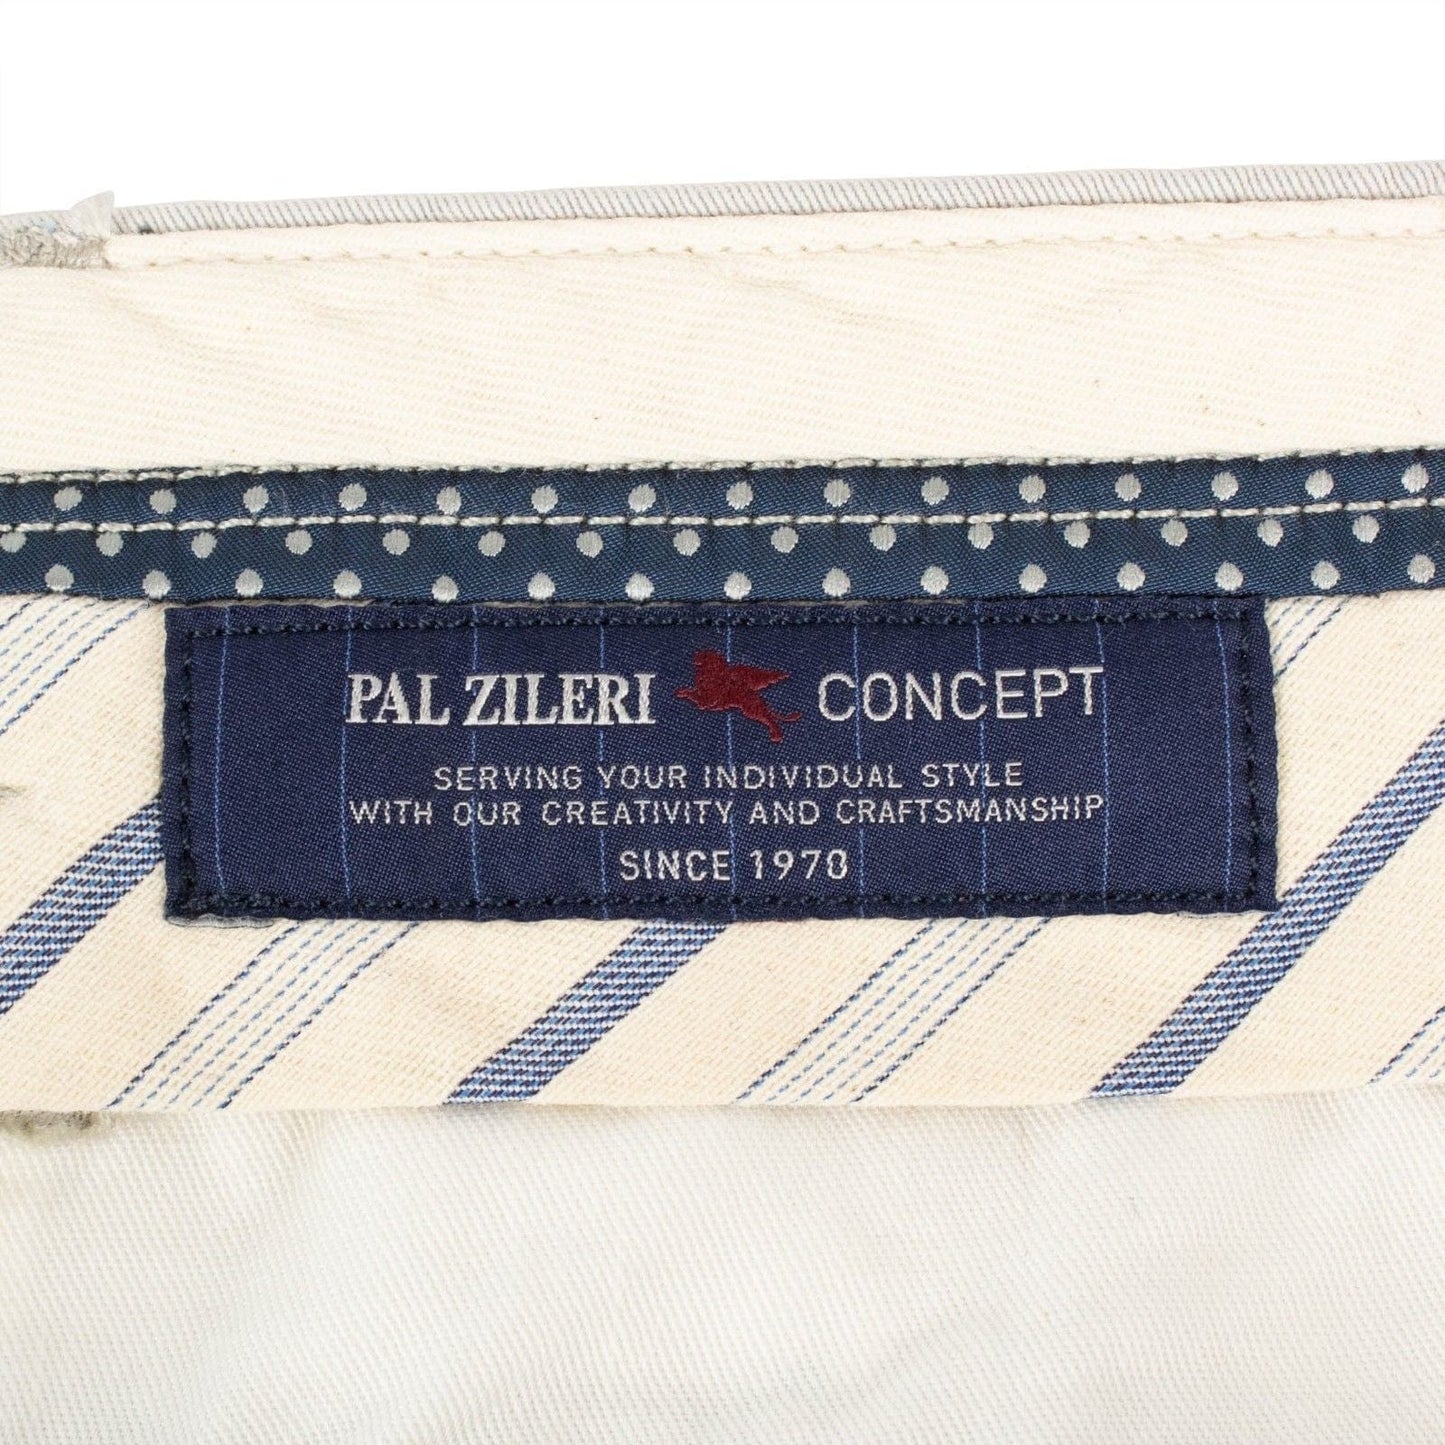 PAL ZILERI CONCEPT
SERVING YOUR INDIVIDUAL STYLE
WITH OUR CREATIVITY AND CRAFTSMANSHIP
SINCE 1970